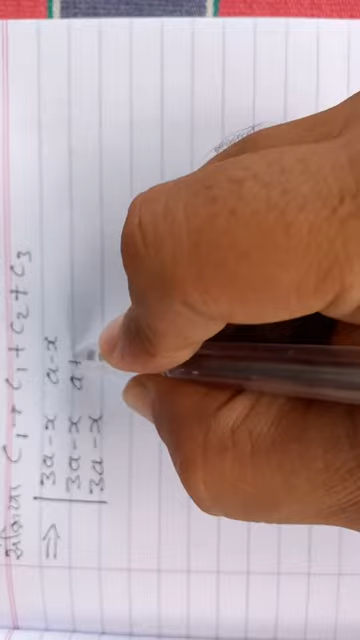 C₁→ C₁ + C₂ + C₃
⇒ | 3a-x a-x
3a-x a+
3a-x